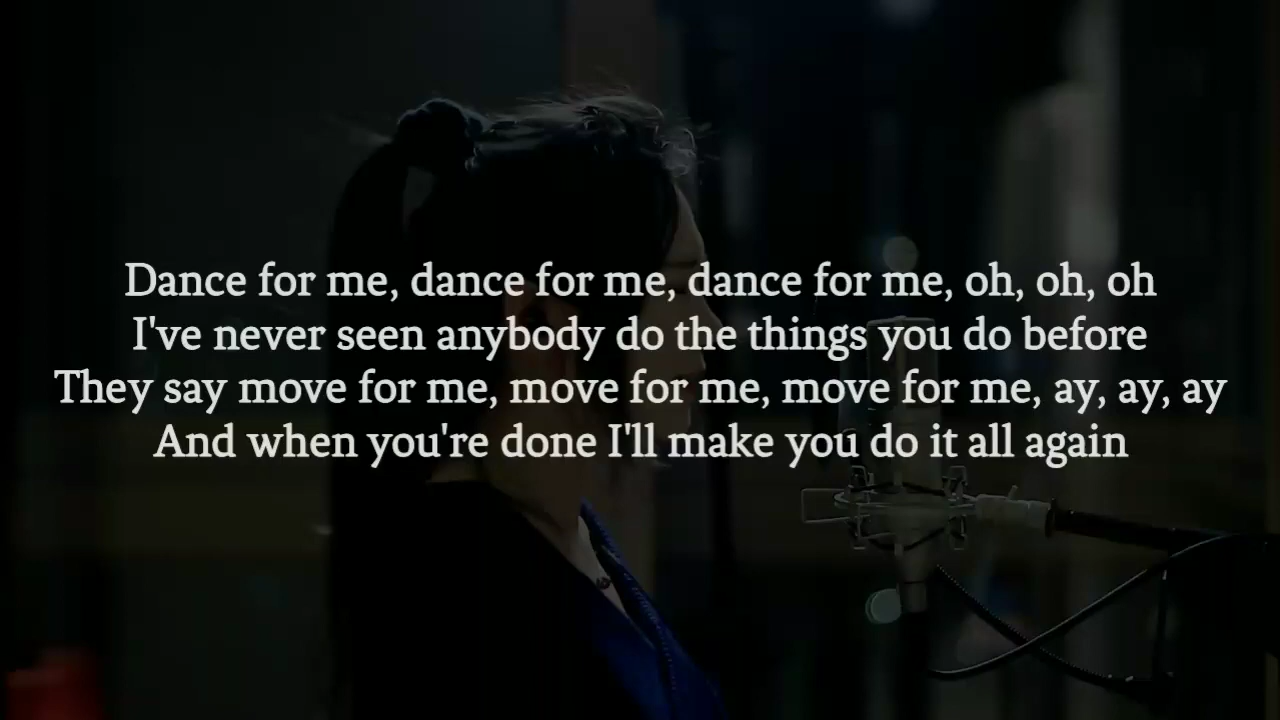 Dance for me, dance for me, dance for me, oh, oh, oh
I've never seen anybody do the things you do before
They say move for me, move for me, move for me, ay, ay, ay
And when you're done I'll make you do it all again